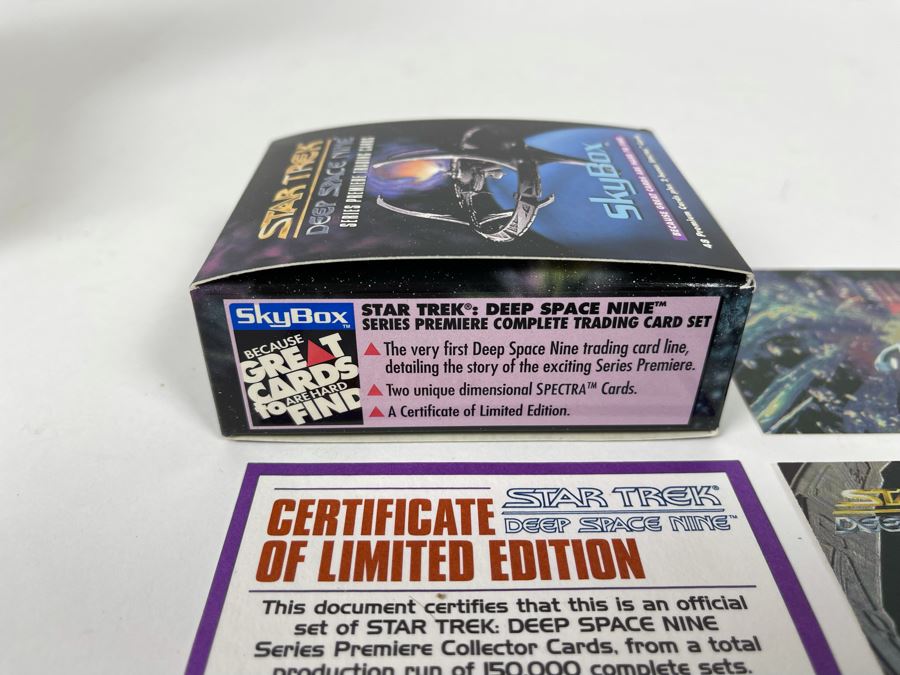 STAR TREK
DEEP SPACE NINE
SERIES PREMIERE TRADING CARDS
SkyBox
BECAUSE GREAT CARDS ARE HARD TO FIND
48 Premium Cards plus 2
SkyBox™
BECAUSE
GREAT
CARDS
to ARE HARD
FIND
STAR TREK®: DEEP SPACE NINE™
SERIES PREMIERE COMPLETE TRADING CARD SET
The very first Deep Space Nine trading card line,
detailing the story of the exciting Series Premiere.
Two unique dimensional SPECTRA™ Cards.
A Certificate of Limited Edition.
CERTIFICATE
OF LIMITED EDITION
STAR TREK®
DEEP SPACE NINE™
This document certifies that this is an official
set of STAR TREK: DEEP SPACE NINE
Series Premiere Collector Cards, from a total
production run of 150,000 complete sets.